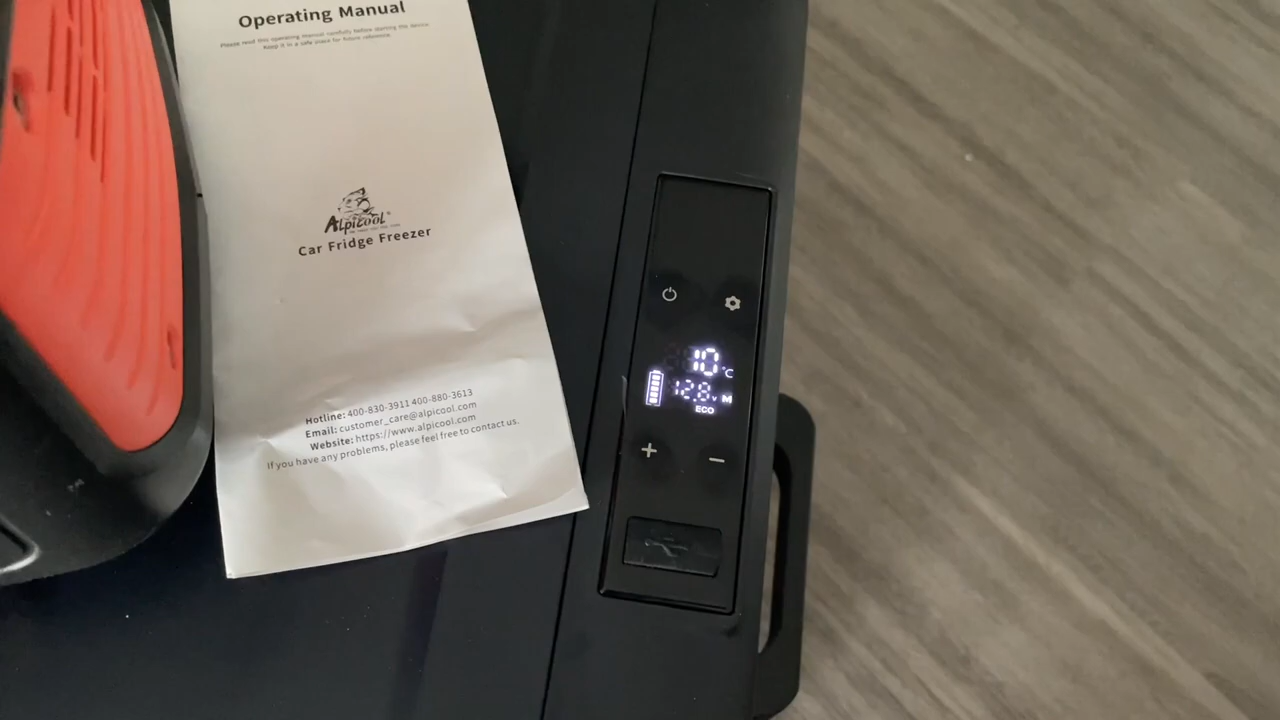 Operating Manual
Please read this operating manual carefully before starting the device.
Keep it in a safe place for future reference.
Alpicool®
Car Fridge Freezer
Hotline: 400-830-3911 400-880-3613
Email: customer_care@alpicool.com
Website: https://www.alpicool.com
If you have any problems, please feel free to contact us.
10 °C
12.8 V M
ECO
+ −